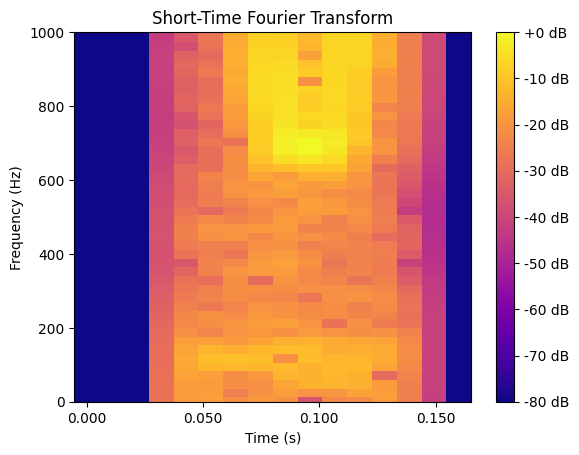 Short-Time Fourier Transform
1000
800
600
400
200
0
Frequency (Hz)
0.000
0.050
0.100
0.150
Time (s)
+0 dB
-10 dB
-20 dB
-30 dB
-40 dB
-50 dB
-60 dB
-70 dB
-80 dB